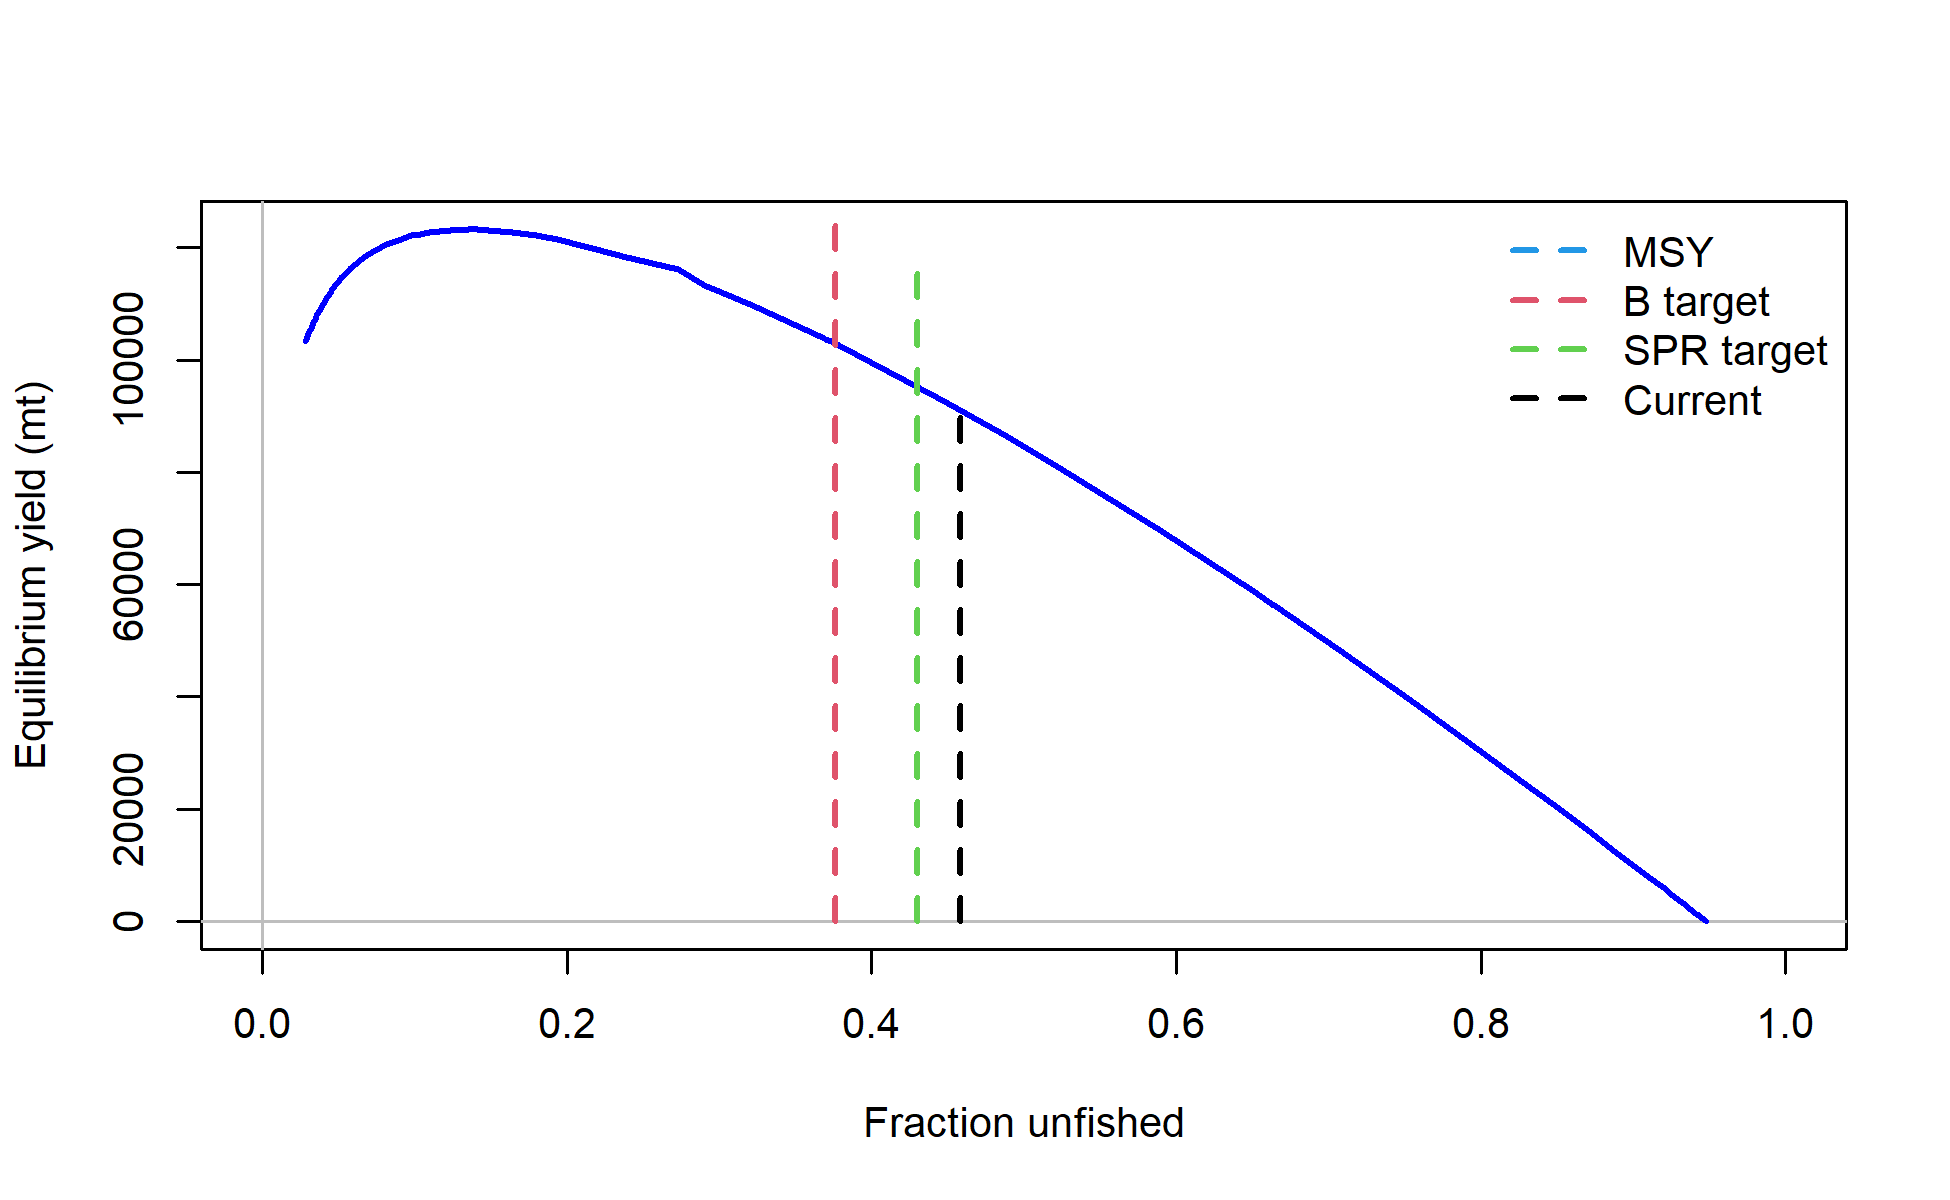 MSY
B target
SPR target
Current
Equilibrium yield (mt)
100000
60000
20000
0
0.0 0.2 0.4 0.6 0.8 1.0
Fraction unfished